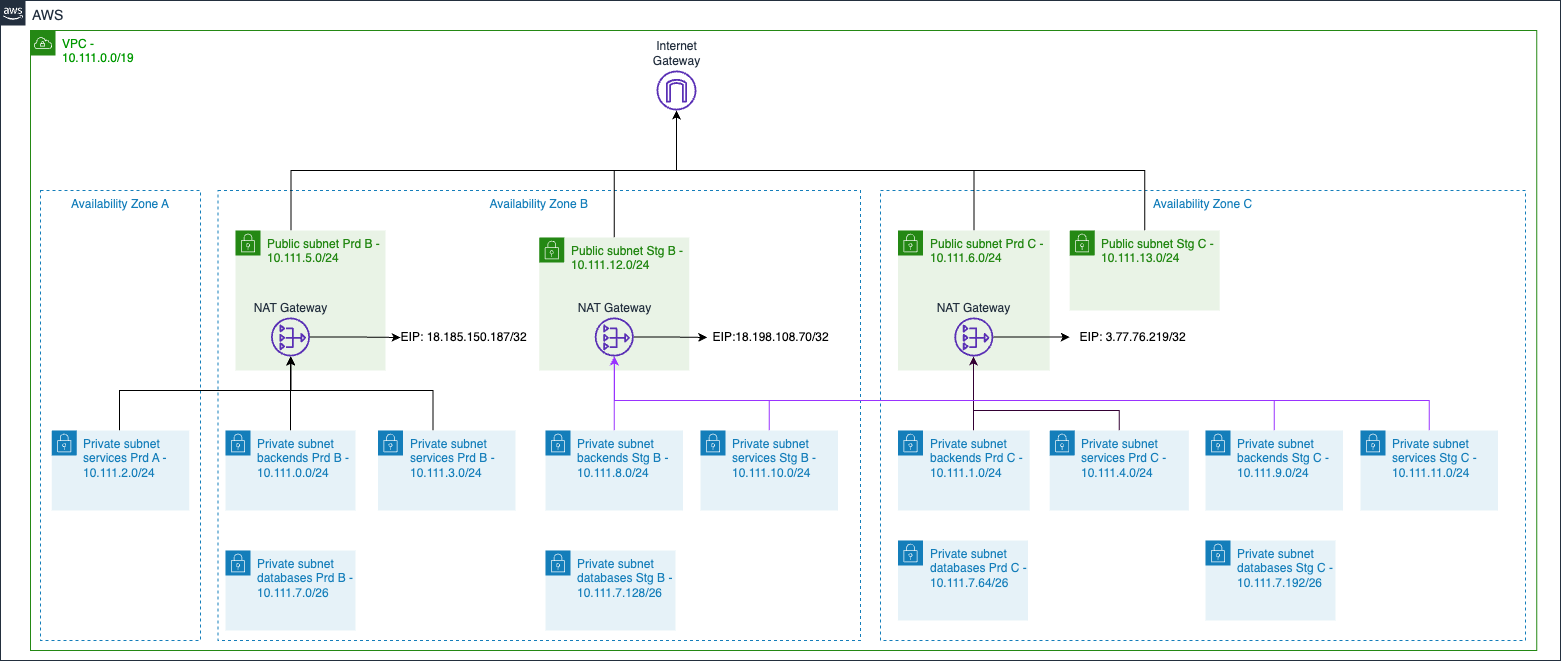 aws
AWS
VPC -
10.111.0.0/19
Internet
Gateway
Availability Zone A
Availability Zone B
Availability Zone C
Public subnet Prd B -
10.111.5.0/24
Public subnet Stg B -
10.111.12.0/24
Public subnet Prd C -
10.111.6.0/24
Public subnet Stg C -
10.111.13.0/24
NAT Gateway
EIP: 18.185.150.187/32
NAT Gateway
EIP:18.198.108.70/32
NAT Gateway
EIP: 3.77.76.219/32
Private subnet
services Prd A -
10.111.2.0/24
Private subnet
backends Prd B -
10.111.0.0/24
Private subnet
services Prd B -
10.111.3.0/24
Private subnet
backends Stg B -
10.111.8.0/24
Private subnet
services Stg B -
10.111.10.0/24
Private subnet
backends Prd C -
10.111.1.0/24
Private subnet
services Prd C -
10.111.4.0/24
Private subnet
backends Stg C -
10.111.9.0/24
Private subnet
services Stg C -
10.111.11.0/24
Private subnet
databases Prd B -
10.111.7.0/26
Private subnet
databases Stg B -
10.111.7.128/26
Private subnet
databases Prd C -
10.111.7.64/26
Private subnet
databases Stg C -
10.111.7.192/26